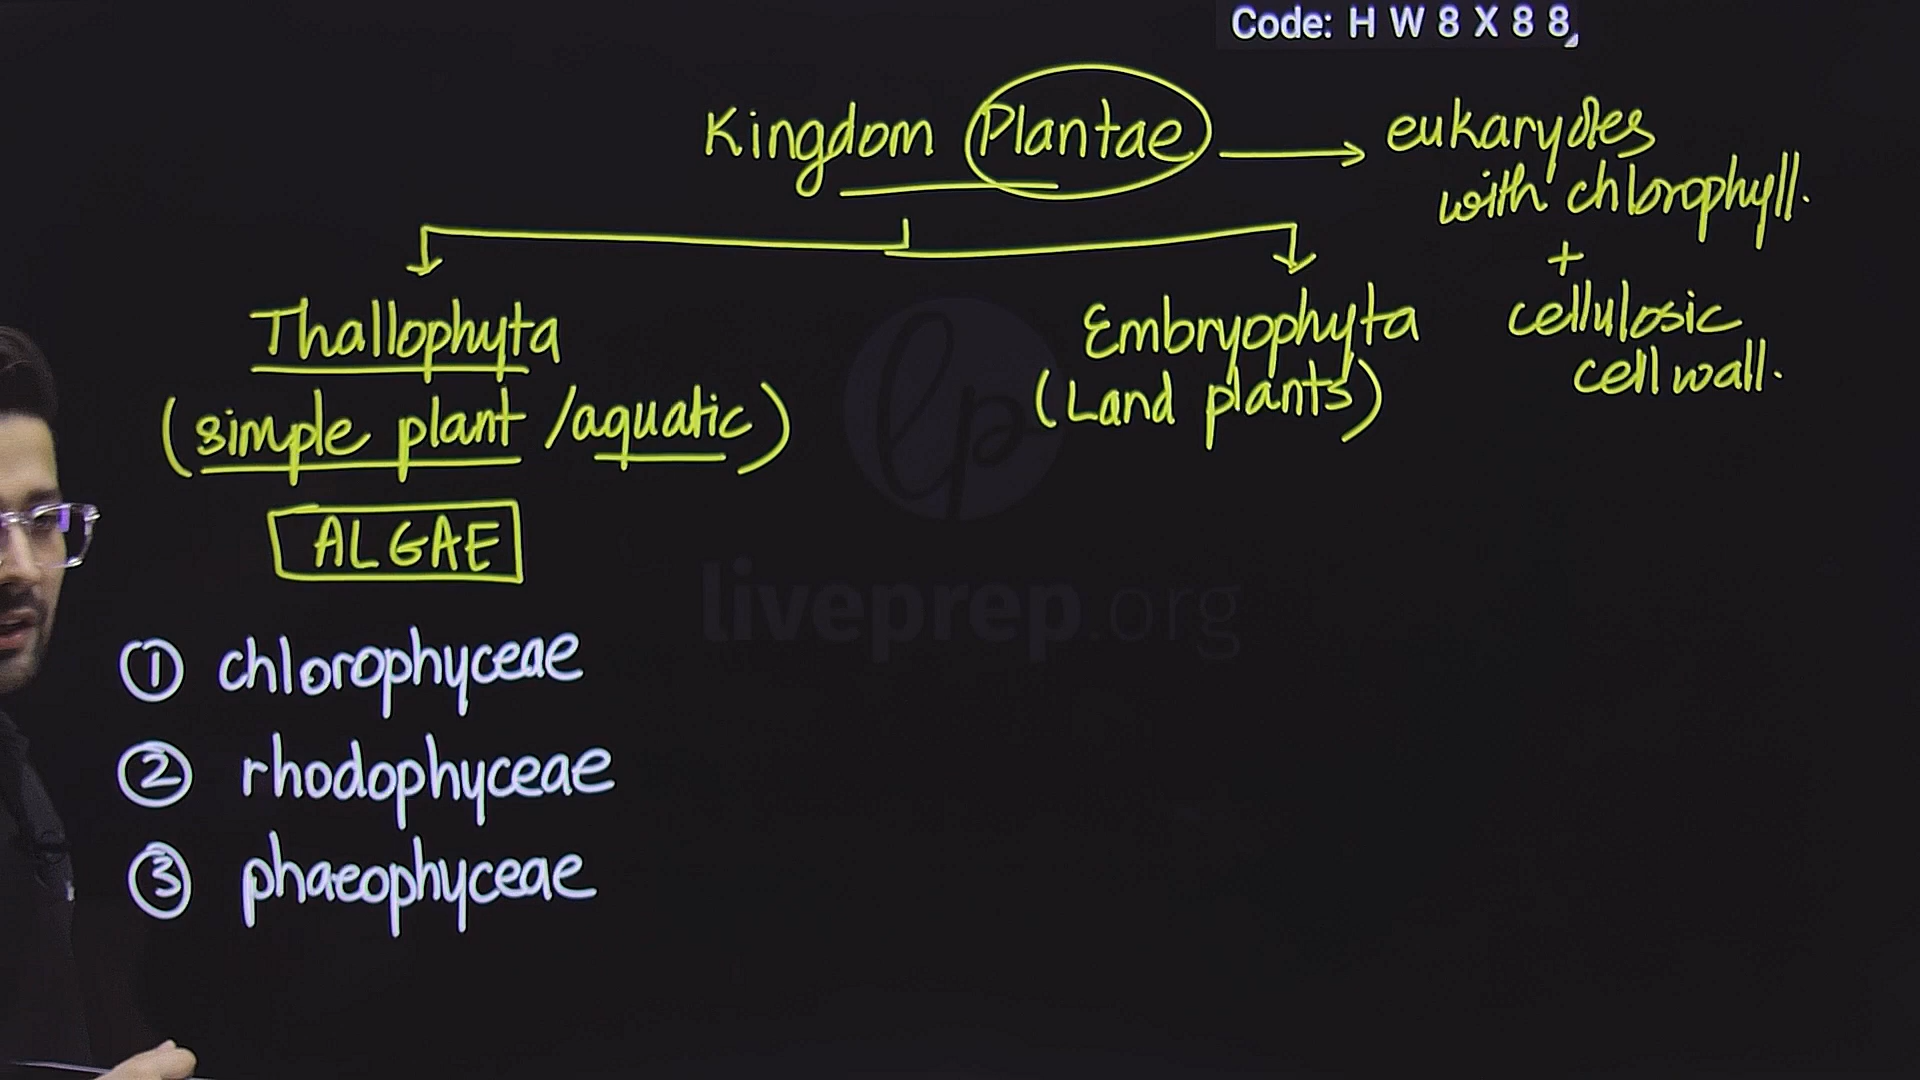 Code: H W 8 X 8 8
Kingdom Plantae
eukaryotes
with chlorophyll.
+
cellulosic
cell wall.
Thallophyta
(simple plant /aquatic)
ALGAE
Embryophyta
(Land plants)
lp
liveprep.org
1 chlorophyceae
2 rhodophyceae
3 phaeophyceae